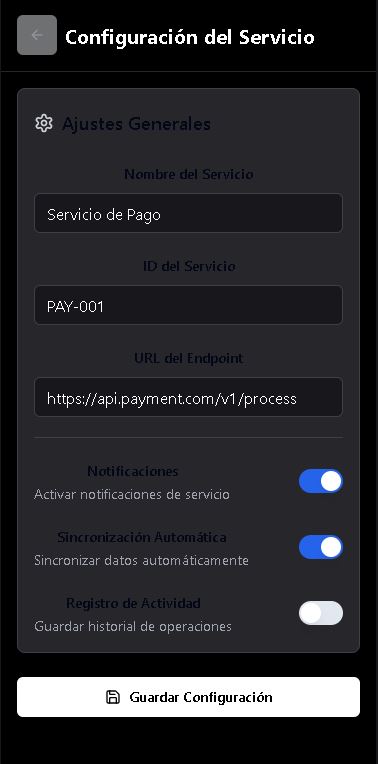 Configuración del Servicio
Ajustes Generales
Nombre del Servicio
Servicio de Pago
ID del Servicio
PAY-001
URL del Endpoint
https://api.payment.com/v1/process
Notificaciones
Activar notificaciones de servicio
Sincronización Automática
Sincronizar datos automáticamente
Registro de Actividad
Guardar historial de operaciones
Guardar Configuración